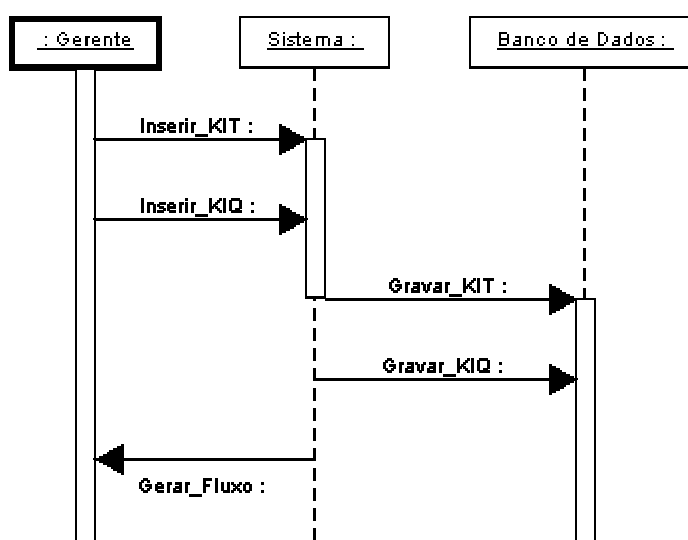 : Gerente
Sistema :
Banco de Dados :
Inserir_KIT :
Inserir_KIQ :
Gravar_KIT :
Gravar_KIQ :
Gerar_Fluxo :